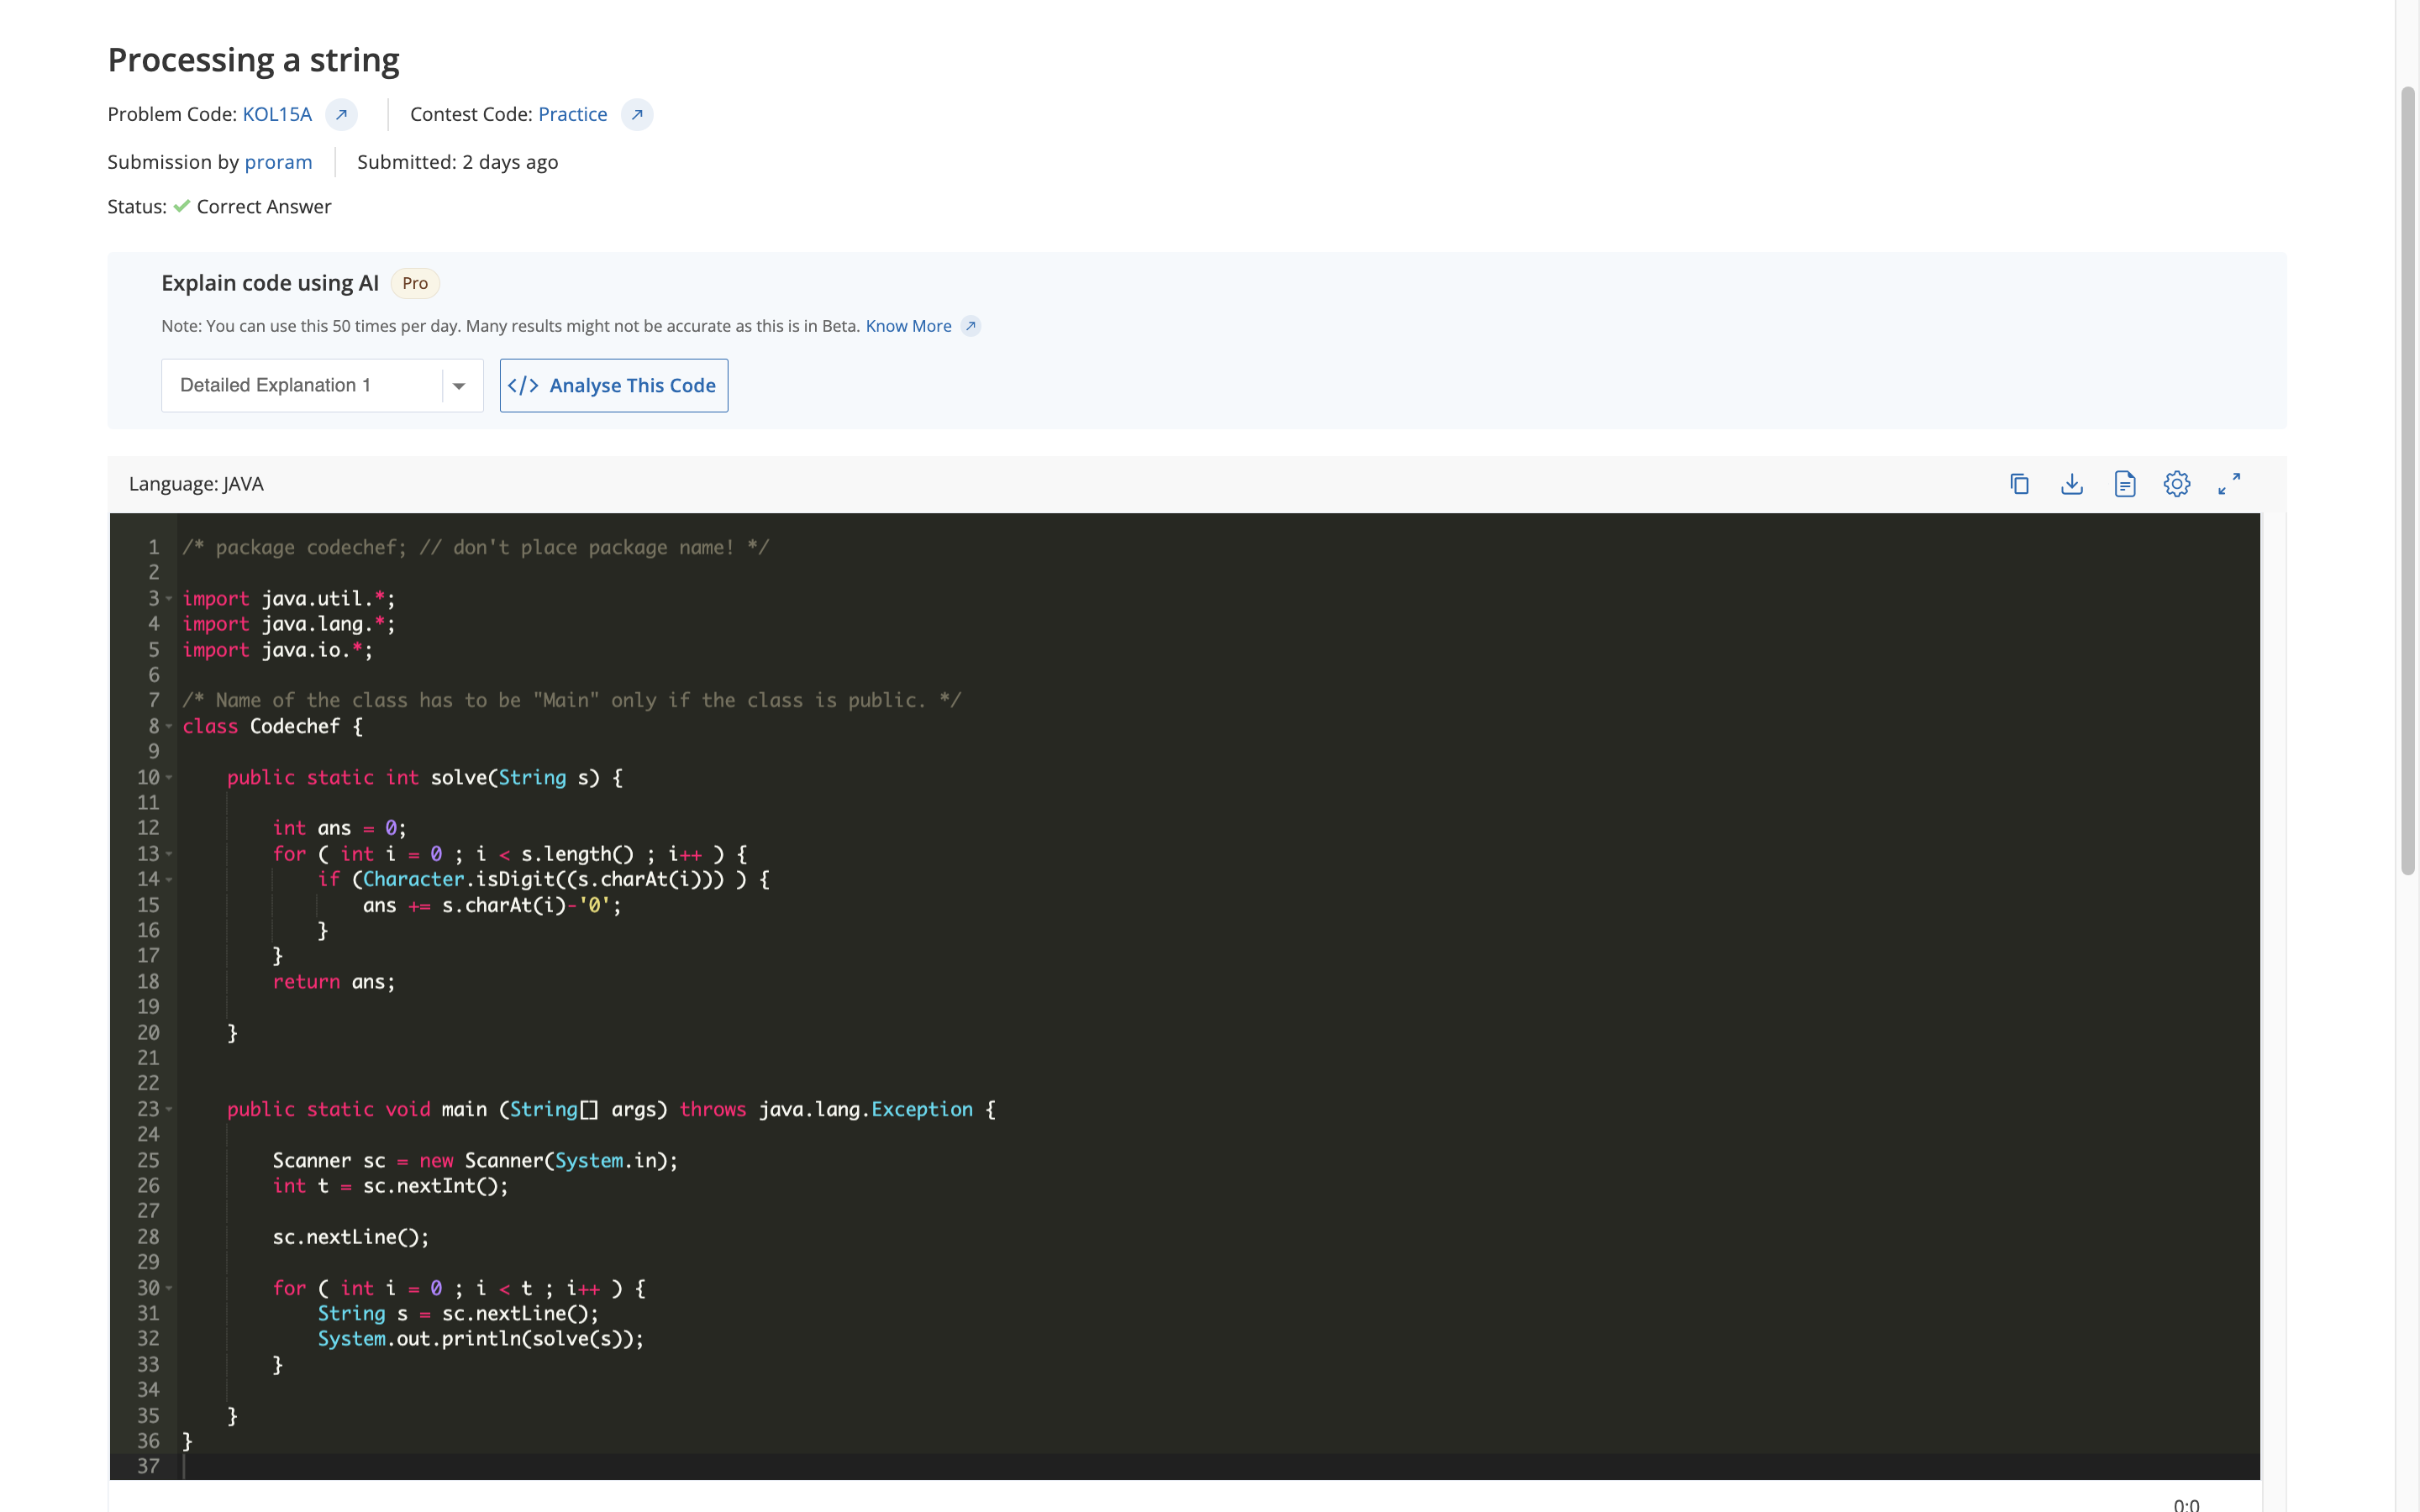 Processing a string
Problem Code: KOL15A Contest Code: Practice
Submission by proram Submitted: 2 days ago
Status: Correct Answer
Explain code using AI Pro
Note: You can use this 50 times per day. Many results might not be accurate as this is in Beta. Know More
Detailed Explanation 1 </> Analyse This Code
Language: JAVA
1 /* package codechef; // don't place package name! */
2
3 import java.util.*;
4 import java.lang.*;
5 import java.io.*;
6
7 /* Name of the class has to be "Main" only if the class is public. */
8 class Codechef {
9
10     public static int solve(String s) {
11
12         int ans = 0;
13         for ( int i = 0 ; i < s.length() ; i++ ) {
14             if (Character.isDigit((s.charAt(i))) ) {
15                 ans += s.charAt(i)-'0';
16             }
17         }
18         return ans;
19
20     }
21
22
23     public static void main (String[] args) throws java.lang.Exception {
24
25         Scanner sc = new Scanner(System.in);
26         int t = sc.nextInt();
27
28         sc.nextLine();
29
30         for ( int i = 0 ; i < t ; i++ ) {
31             String s = sc.nextLine();
32             System.out.println(solve(s));
33         }
34
35     }
36 }
37
0:0